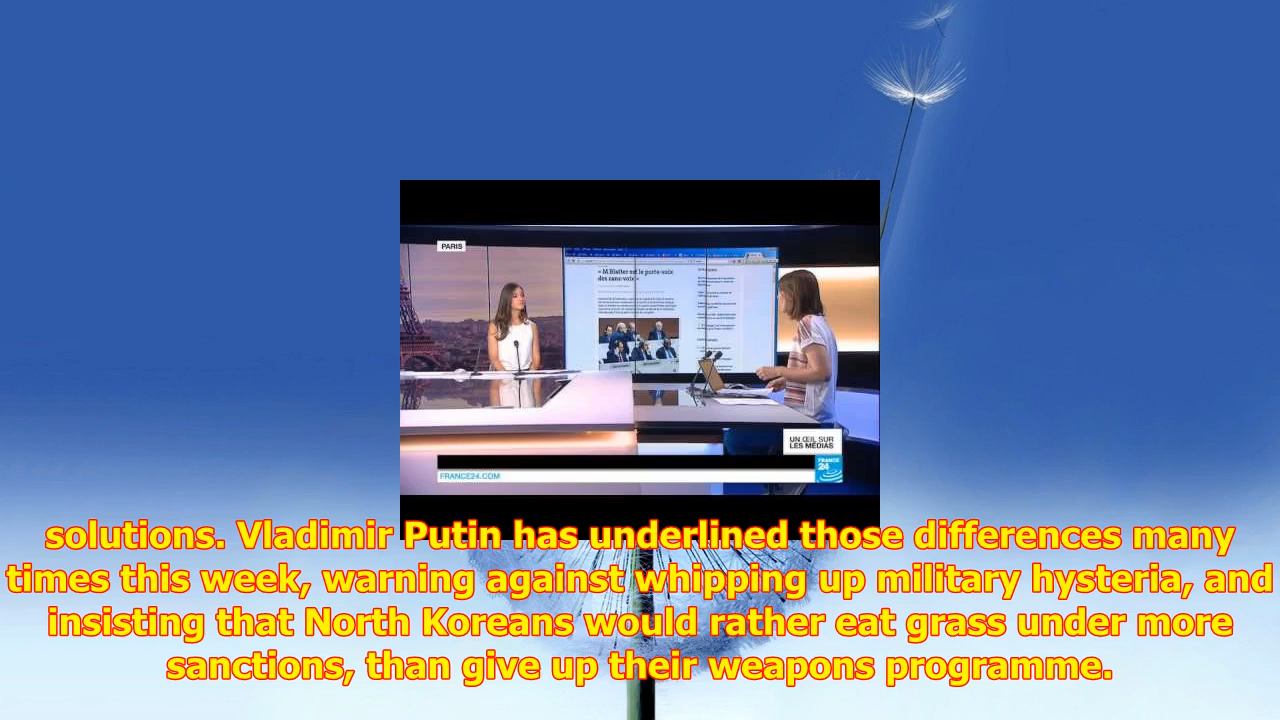 PARIS
« M.Blatter est le porte-voix
des sans-voix »
UN ŒIL SUR
LES MÉDIAS
FRANCE
24
FRANCE24.COM
solutions. Vladimir Putin has underlined those differences many
times this week, warning against whipping up military hysteria, and
insisting that North Koreans would rather eat grass under more
sanctions, than give up their weapons programme.